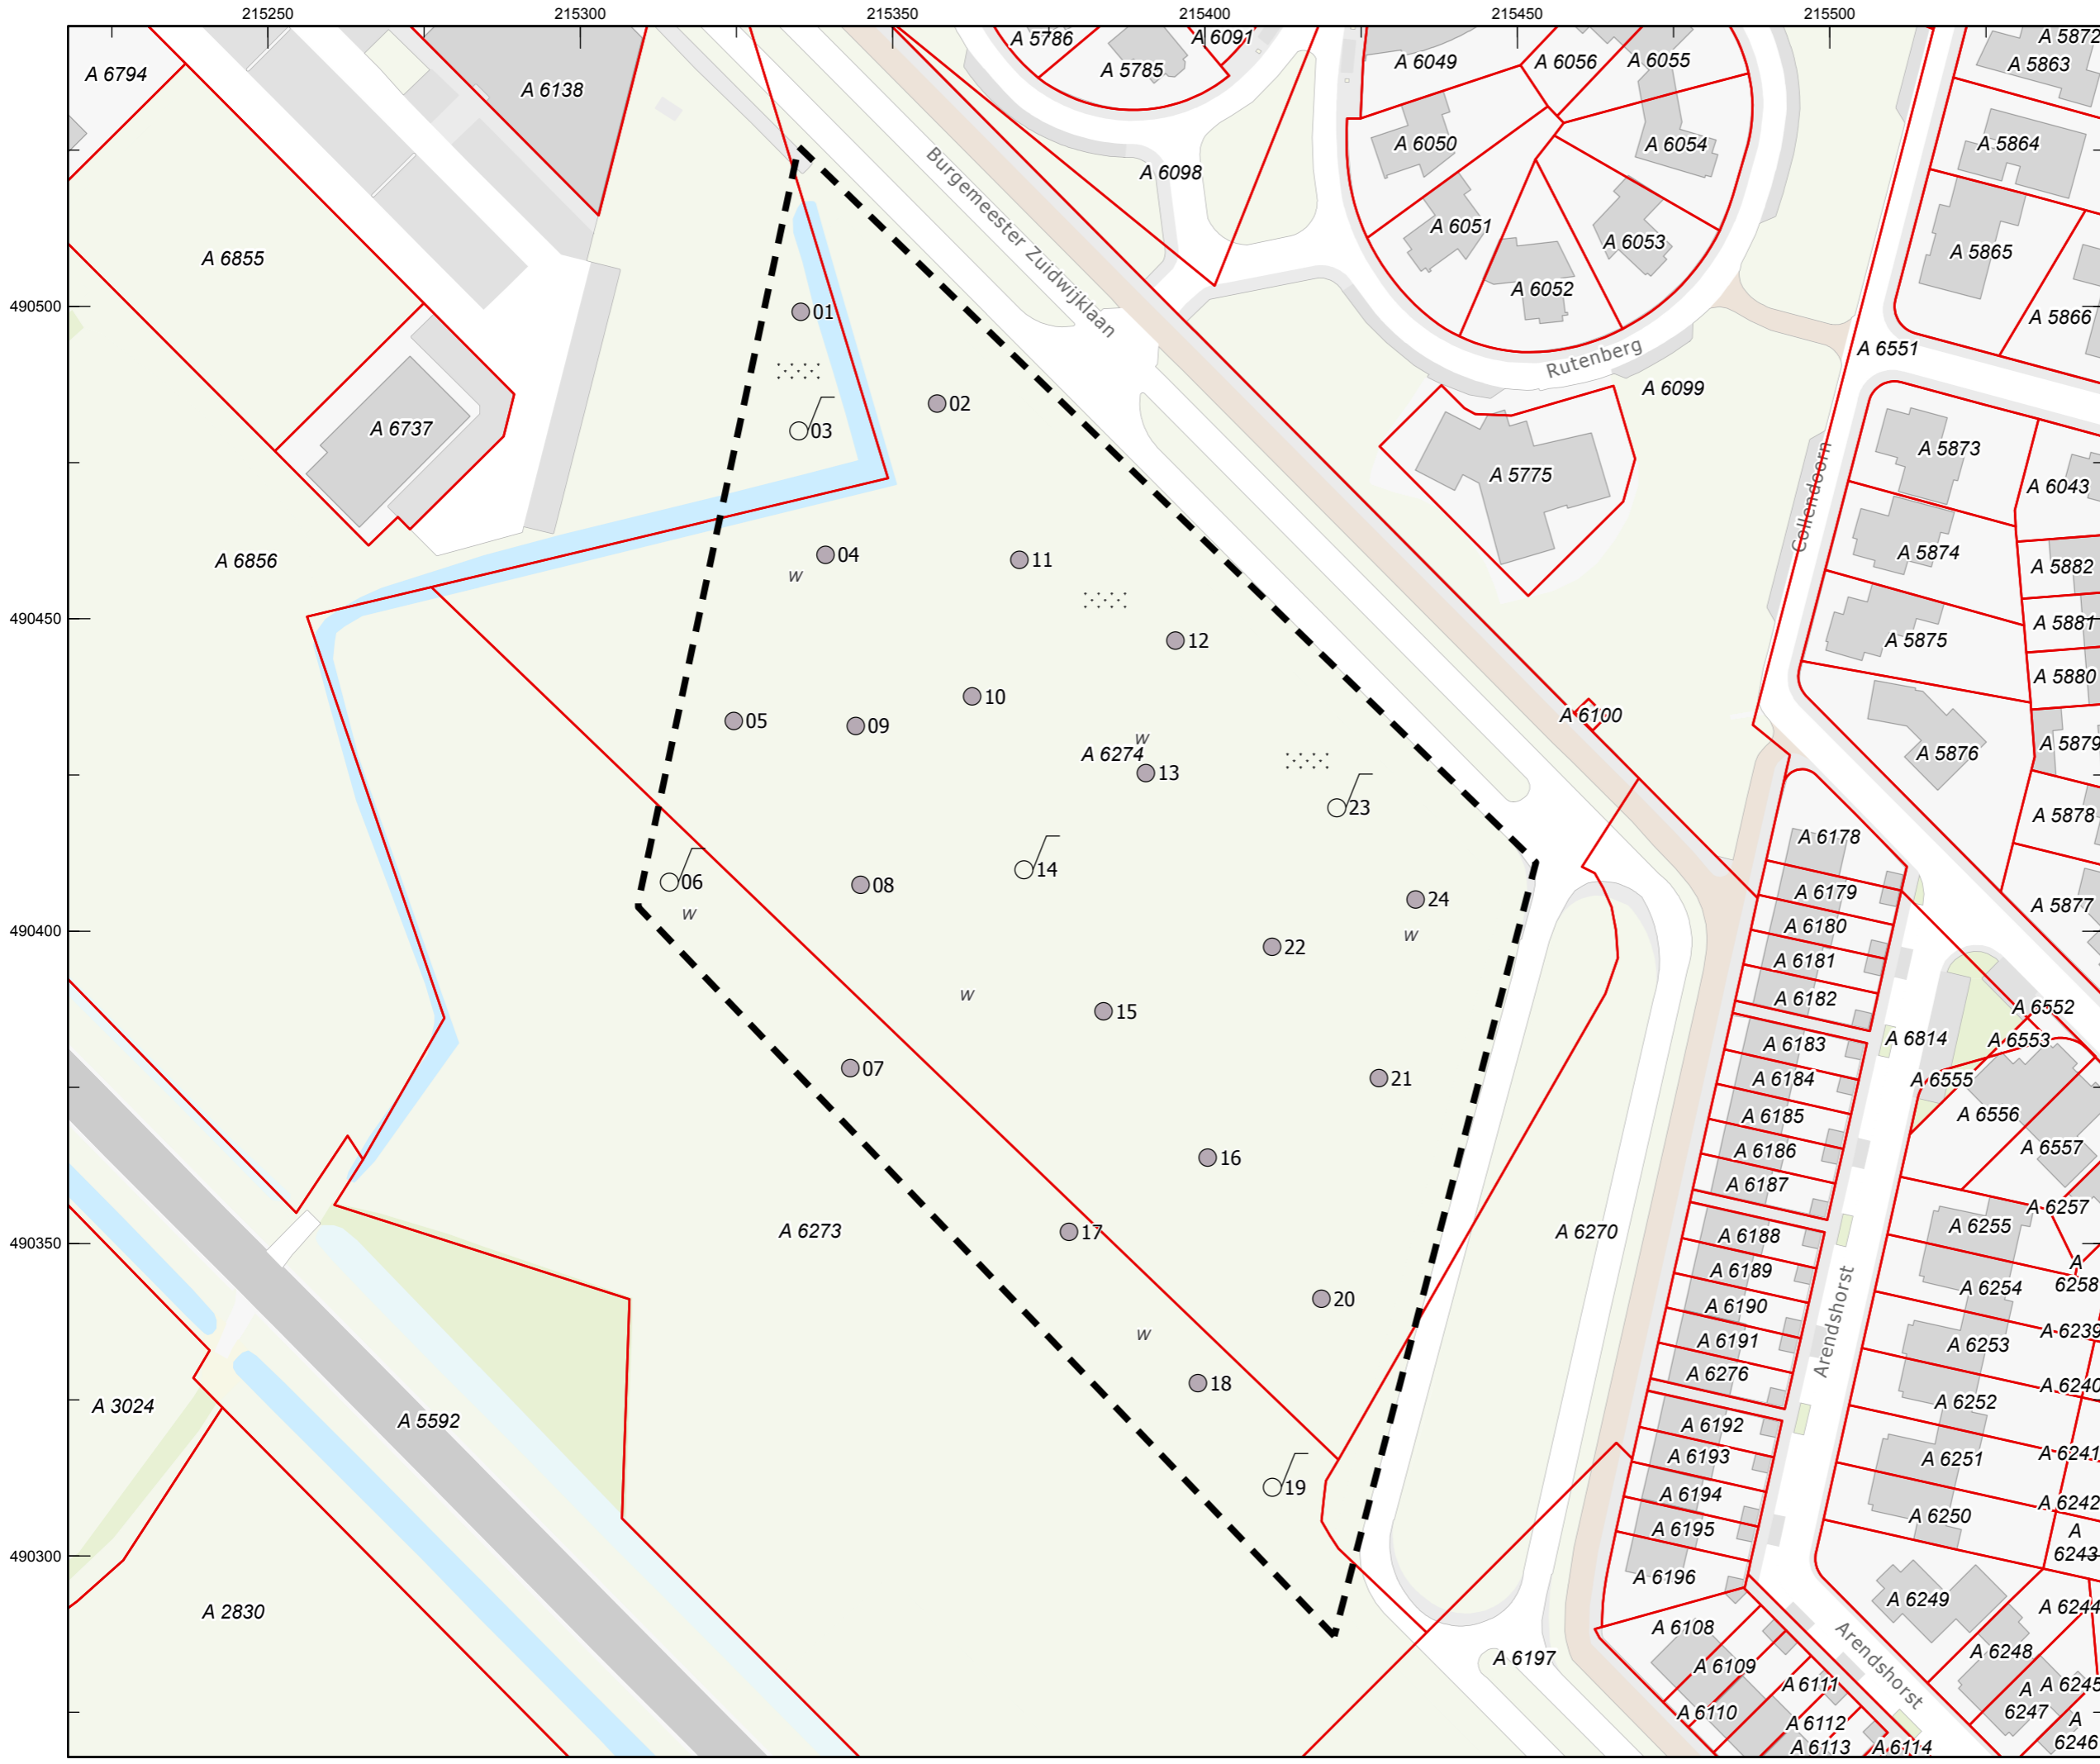 215250 215300 215350 215400 215450 215500
490500
490450
490400
490350
490300
A 6794
A 6138
A 5786
A 5785
A 6091
A 6049
A 6056
A 6055
A 5872
A 5863
A 6098
A 6050
A 6054
A 5864
A 6855
A 6051
A 6053
A 6052
A 5865
A 5866
Burgemeester Zuidwijklaan
Rutenberg
A 6551
A 6099
A 6737
A 5775
Collendoorn
A 5873
A 6043
A 5874
A 5882
A 6856
A 5881
A 5875
A 5880
A 6100
A 5879
A 5876
A 6274
A 5878
A 5877
01
02
03
04
w
11
12
10
05
09
w
13
23
14
06
08
w
24
w
22
w
15
07
21
16
17
20
w
18
19
A 6178
A 6179
A 6180
A 6181
A 6182
A 6183
A 6184
A 6185
A 6186
A 6187
A 6188
A 6189
A 6190
A 6191
A 6276
A 6192
A 6193
A 6194
A 6195
A 6196
A 6552
A 6814
A 6553
A 6555
A 6556
A 6557
A 6257
A 6255
A
6258
A 6254
A 6239
A 6253
A 6240
A 6252
A 6241
A 6251
A 6242
A 6250
A
6243
A 6249
A 6244
A 6248
A 6245
A
6247
A
6246
Arendshorst
Arendshorst
A 6273
A 6270
A 3024
A 5592
A 2830
A 6197
A 6108
A 6109
A 6111
A 6110
A 6112
A 6113
A 6114